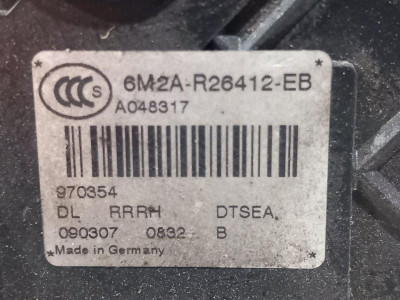 CCC S
6M2A-R26412-EB
A048317
970354
DL RRRH DTSEA
090307 0832 B
Made in Germany